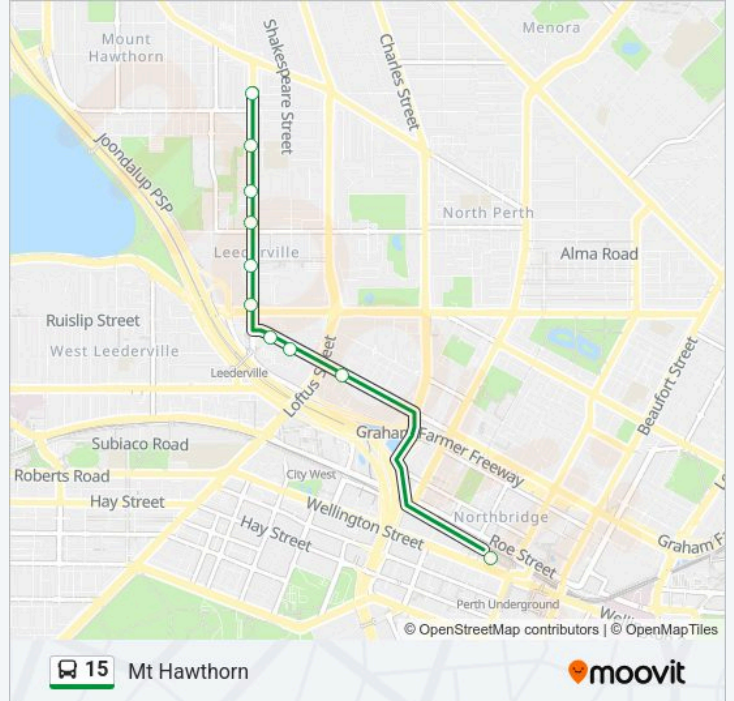 Mount
Hawthorn
Shakespeare Street
Charles Street
Menora
Joondalup PSP
North Perth
Leederville
Alma Road
Ruislip Street
West Leederville
Leederville
Loftus Street
Beaufort Street
Graham Farmer Freeway
Subiaco Road
Roberts Road
City West
Hay Street
Wellington Street
Northbridge
Hay Street
Roe Street
Graham Fa
Perth Underground
Welli
© OpenStreetMap contributors | © OpenMapTiles
15 Mt Hawthorn
moovit